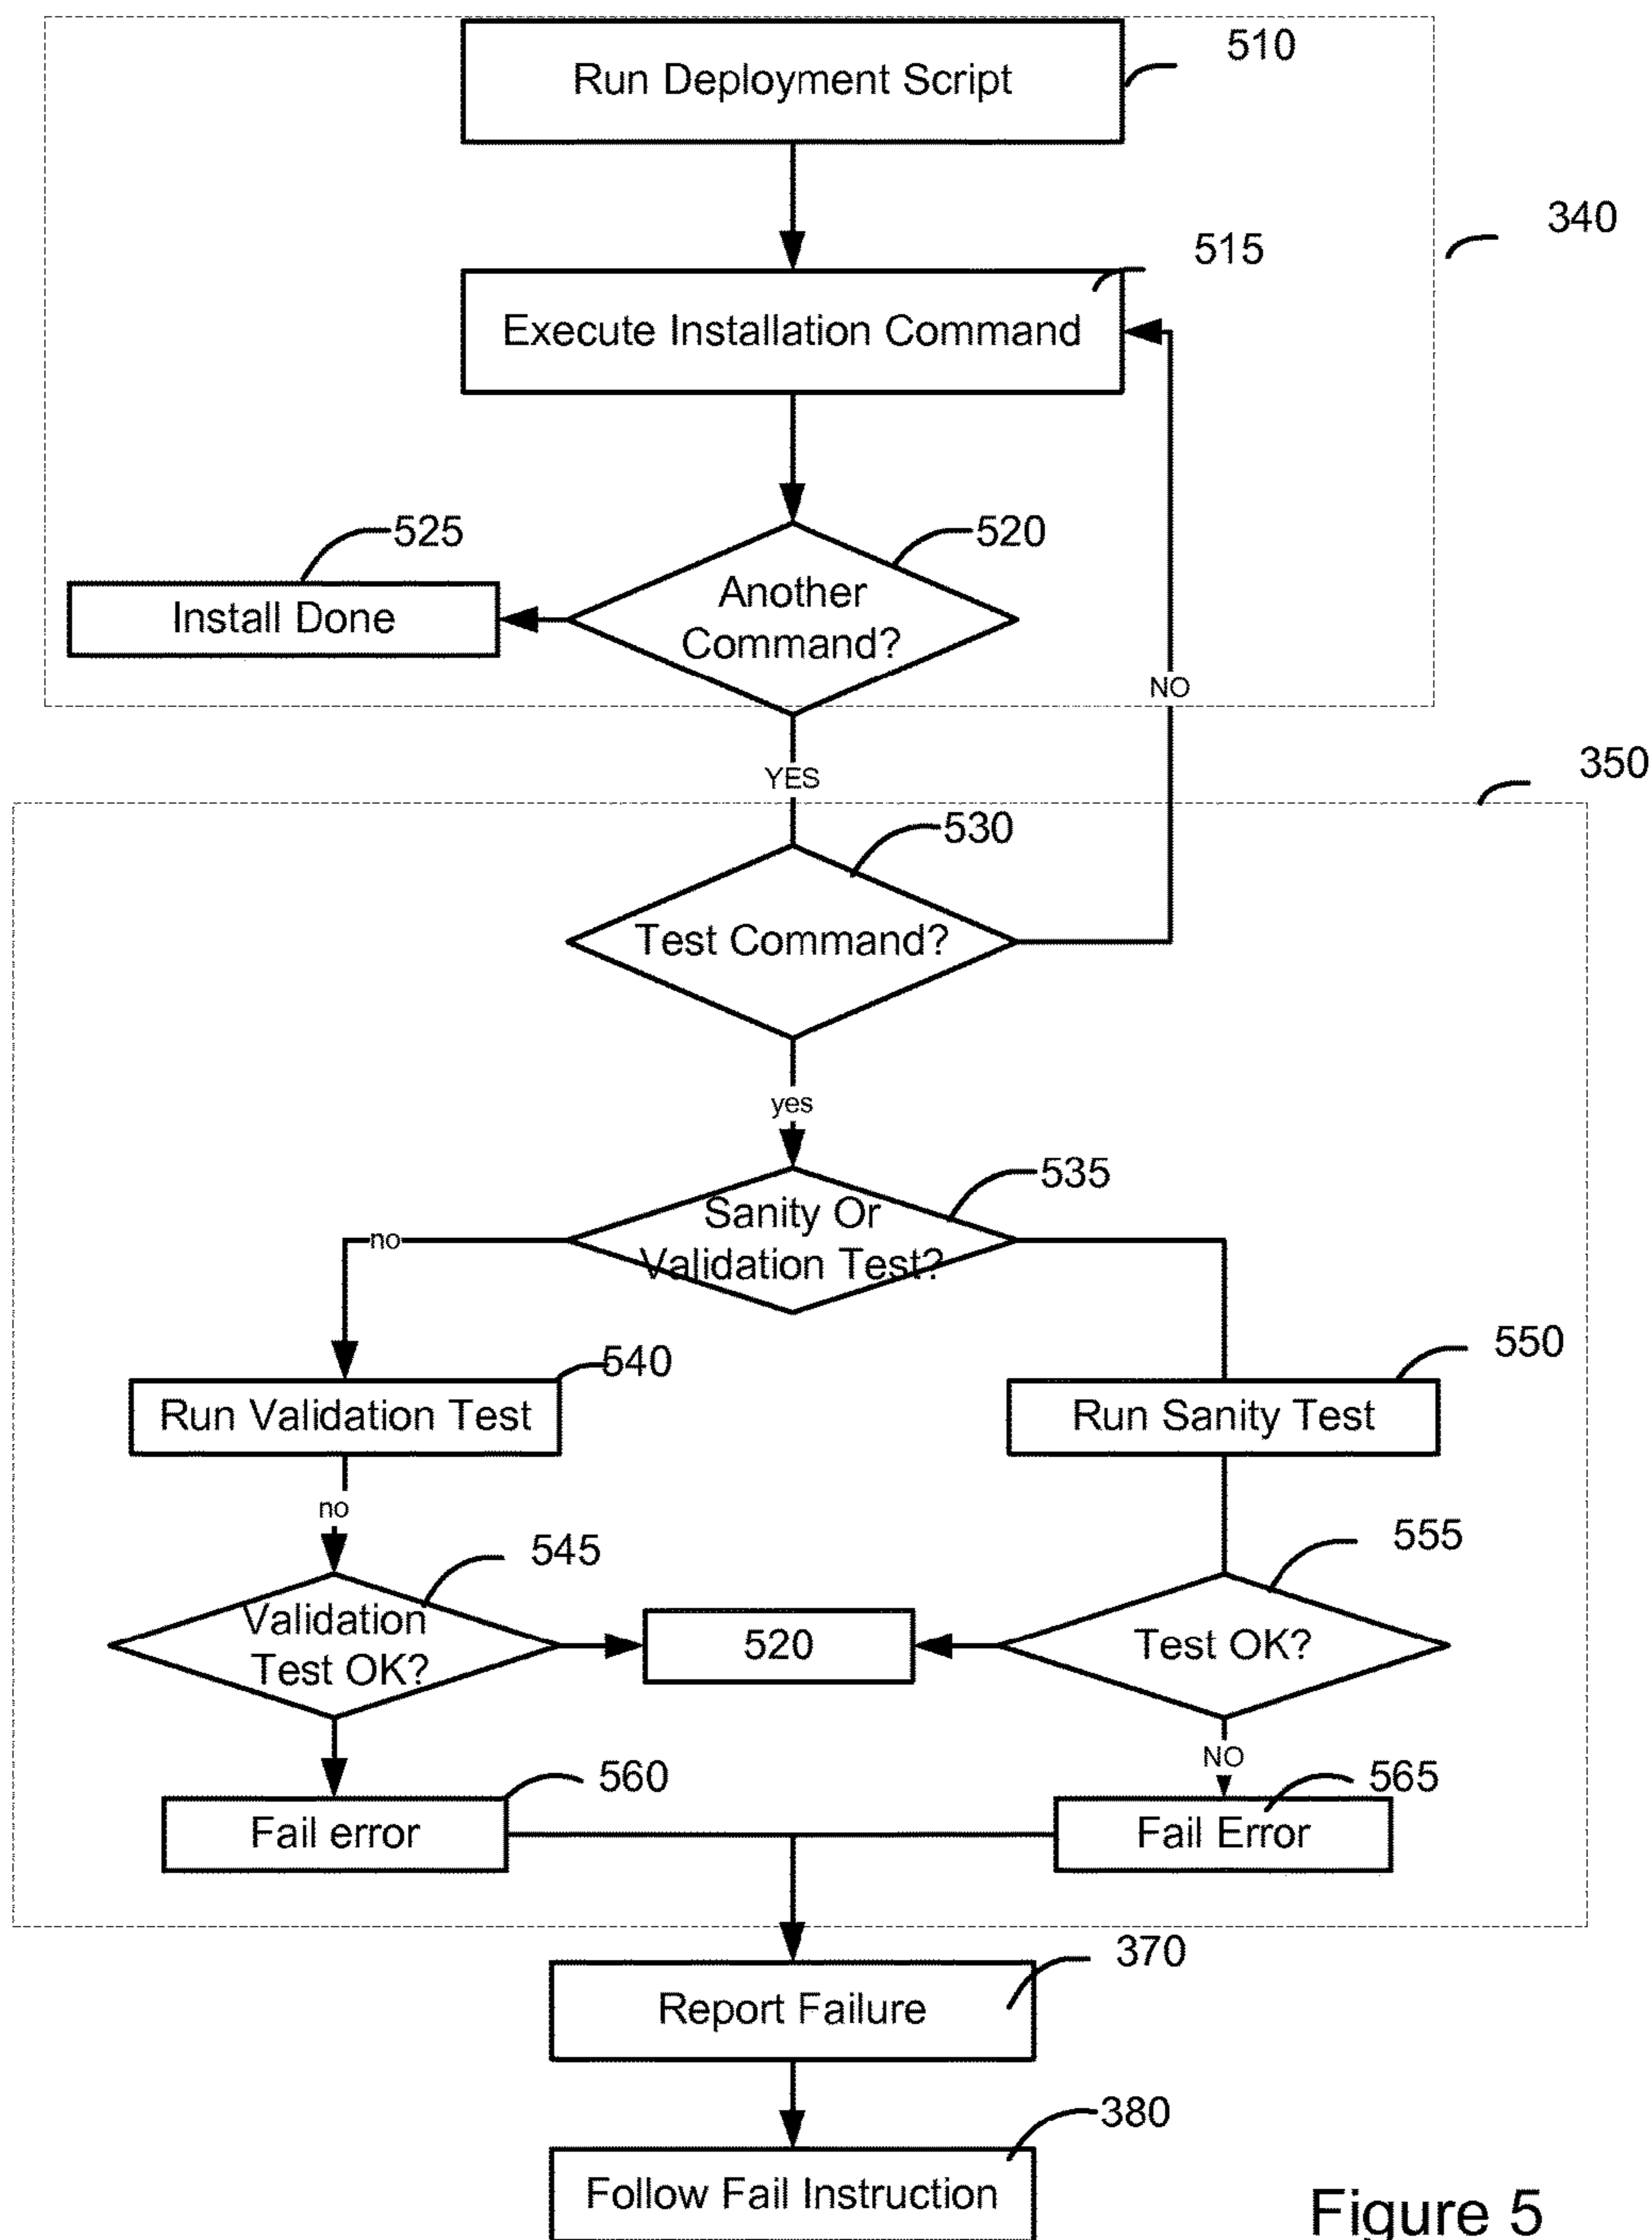 Run Deployment Script
510
340
515
Execute Installation Command
525
520
Install Done
Another
Command?
NO
YES
350
530
Test Command?
yes
535
Sanity Or
Validation Test?
no
540
550
Run Validation Test
Run Sanity Test
no
545
555
Validation
Test OK?
520
Test OK?
NO
560
565
Fail error
Fail Error
370
Report Failure
380
Follow Fail Instruction
Figure 5